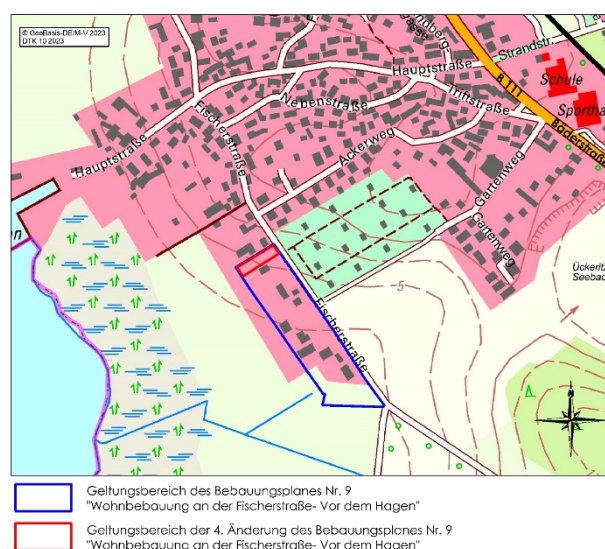 © GeoBasis-DE/M-V 2023
DTK 10 2023
Strandstr.
Hauptstraße
Schule
B 111
Triftstraße
Nebenstraße
Fischerstraße
Hauptstraße
Ackerweg
Gartenweg
Gartenweg
Fischerstraße
5
Ückeritz
Seebad
N
Geltungsbereich des Bebauungsplanes Nr. 9
"Wohnbebauung an der Fischerstraße- Vor dem Hagen"
Geltungsbereich der 4. Änderung des Bebauungsplanes Nr. 9
"Wohnbebauung an der Fischerstraße- Vor dem Hagen"